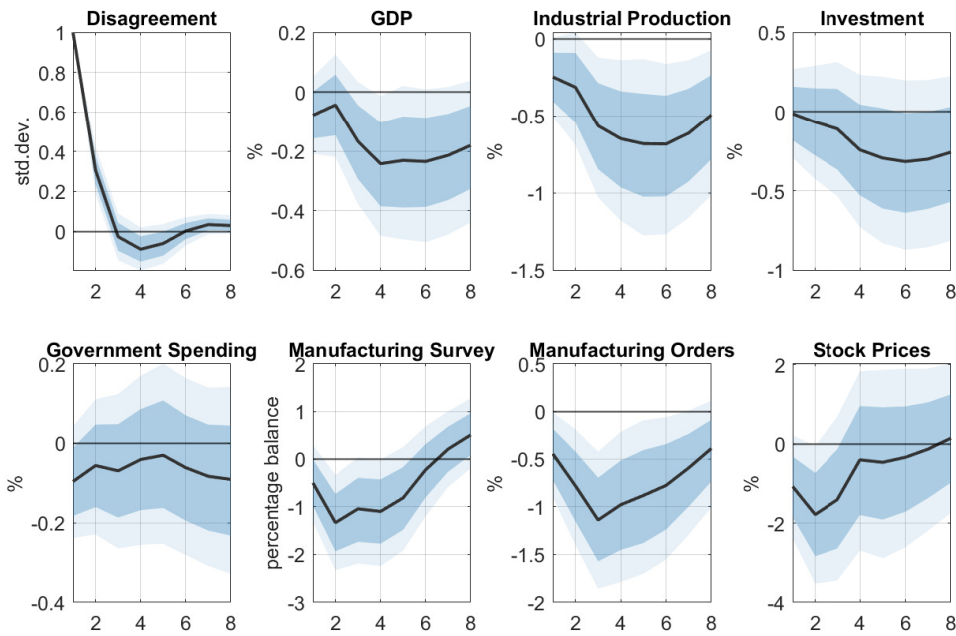 Disagreement
GDP
Industrial Production
Investment
std.dev.
1
0.8
0.6
0.4
0.2
0
2 4 6 8
%
0.2
0
-0.2
-0.4
-0.6
2 4 6 8
%
0
-0.5
-1
-1.5
2 4 6 8
%
0.5
0
-0.5
-1
2 4 6 8
Government Spending
Manufacturing Survey
Manufacturing Orders
Stock Prices
%
0.2
0
-0.2
-0.4
2 4 6 8
percentage balance
2
1
0
-1
-2
-3
2 4 6 8
%
0.5
0
-0.5
-1
-1.5
-2
2 4 6 8
%
2
0
-2
-4
2 4 6 8